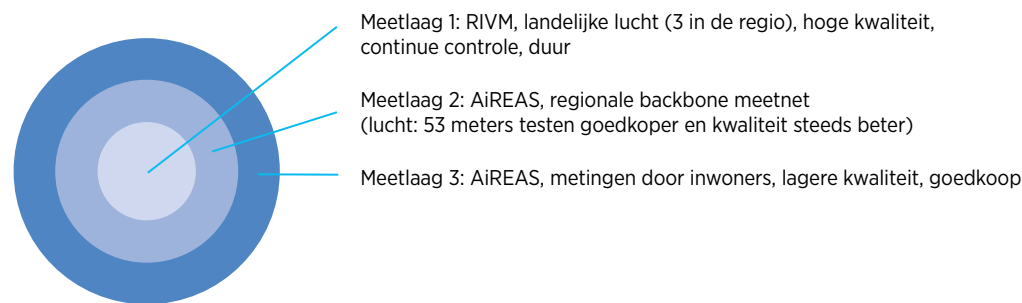 Meetlaag 1: RIVM, landelijke lucht (3 in de regio), hoge kwaliteit,
continue controle, duur
Meetlaag 2: AiREAS, regionale backbone meetnet
(lucht: 53 meters testen goedkoper en kwaliteit steeds beter)
Meetlaag 3: AiREAS, metingen door inwoners, lagere kwaliteit, goedkoop